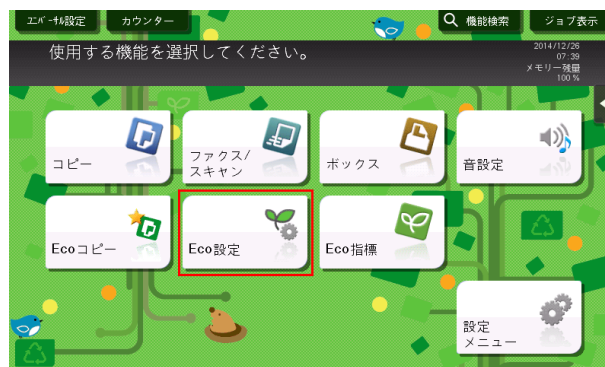 ユニバーサル設定
カウンター
機能検索
ジョブ表示
使用する機能を選択してください。
2014/12/26
07:39
メモリー残量
100 %
コピー
ファクス/
スキャン
ボックス
音設定
Ecoコピー
Eco設定
Eco指標
設定
メニュー